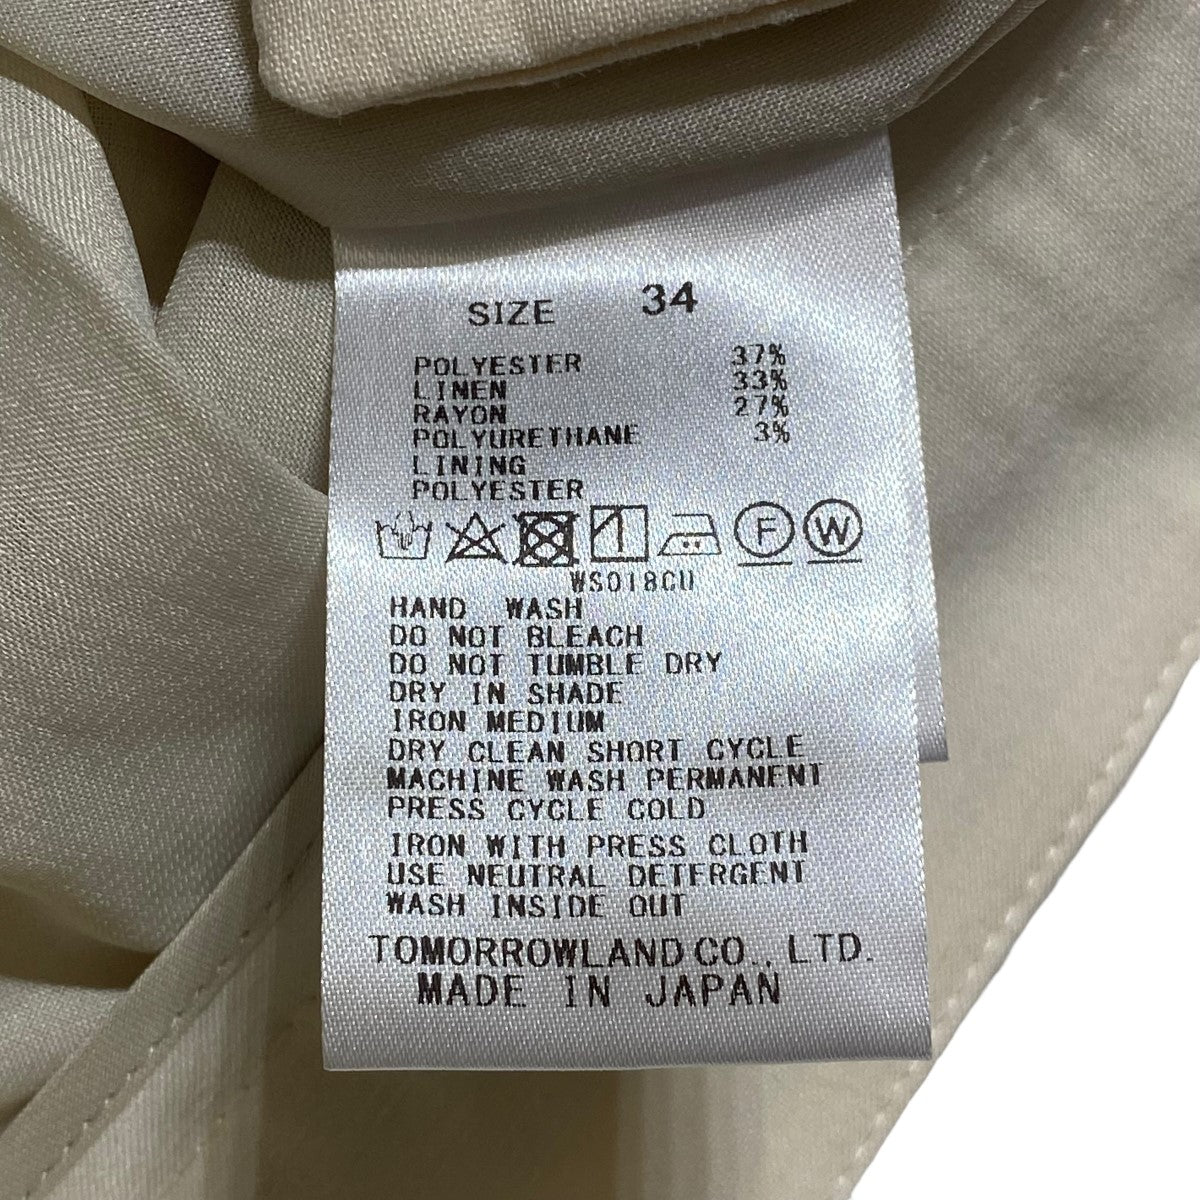 SIZE 34
POLYESTER 37%
LINEN 33%
RAYON 27%
POLYURETHANE 3%
LINING
POLYESTER
F W
WS018CU
HAND WASH
DO NOT BLEACH
DO NOT TUMBLE DRY
DRY IN SHADE
IRON MEDIUM
DRY CLEAN SHORT CYCLE
MACHINE WASH PERMANENT
PRESS CYCLE COLD
IRON WITH PRESS CLOTH
USE NEUTRAL DETERGENT
WASH INSIDE OUT
TOMORROWLAND CO., LTD.
MADE IN JAPAN